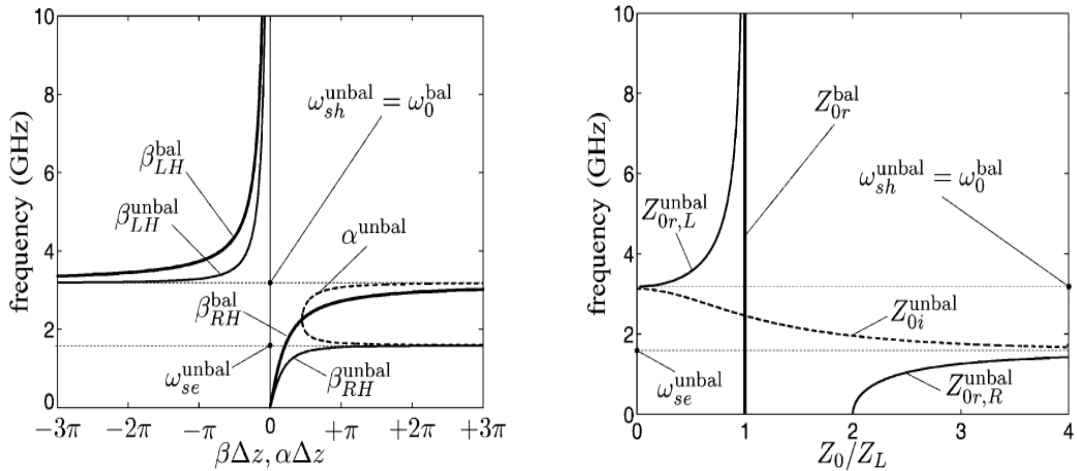 10
8
6
4
2
0
frequency (GHz)
β_LH^bal
β_LH^unbal
β_RH^bal
ω_se^unbal
β_RH^unbal
α^unbal
ω_sh^unbal = ω_0^bal
−3π −2π −π 0 +π +2π +3π
βΔz, αΔz
10
8
6
4
2
0
frequency (GHz)
Z_0r^bal
ω_sh^unbal = ω_0^bal
Z_0r,L^unbal
Z_0i^unbal
ω_se^unbal
Z_0r,R^unbal
0 1 2 3 4
Z_0/Z_L